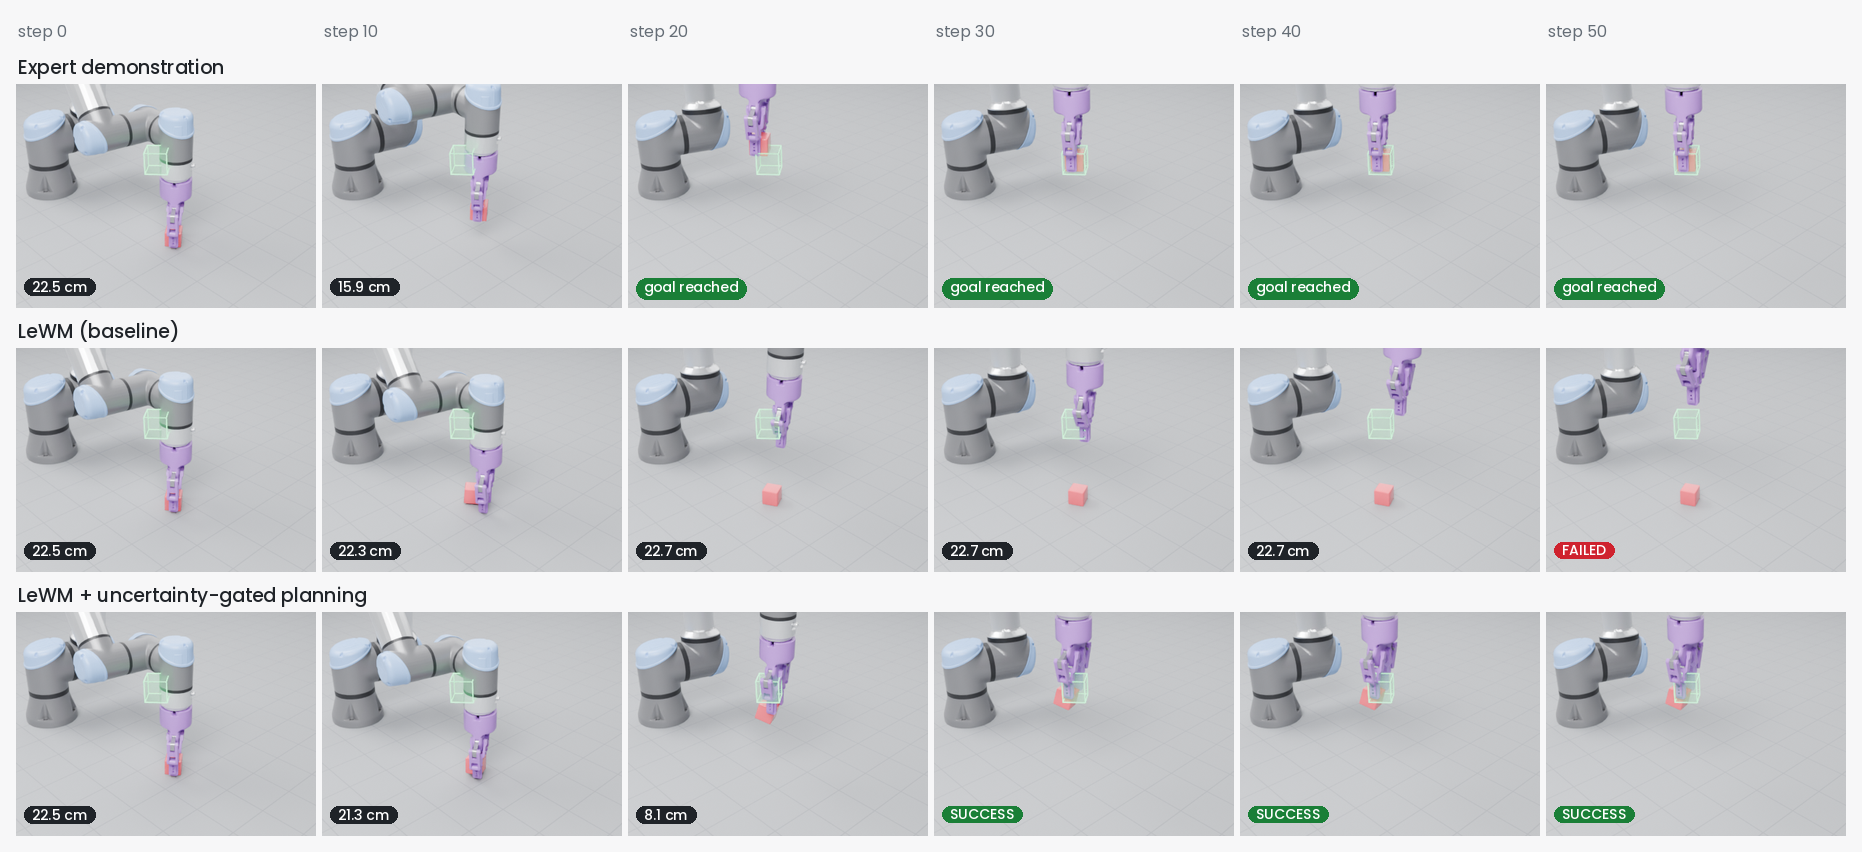 step 0 step 10 step 20 step 30 step 40 step 50
Expert demonstration
22.5 cm 15.9 cm goal reached goal reached goal reached goal reached
LeWM (baseline)
22.5 cm 22.3 cm 22.7 cm 22.7 cm 22.7 cm FAILED
LeWM + uncertainty-gated planning
22.5 cm 21.3 cm 8.1 cm SUCCESS SUCCESS SUCCESS